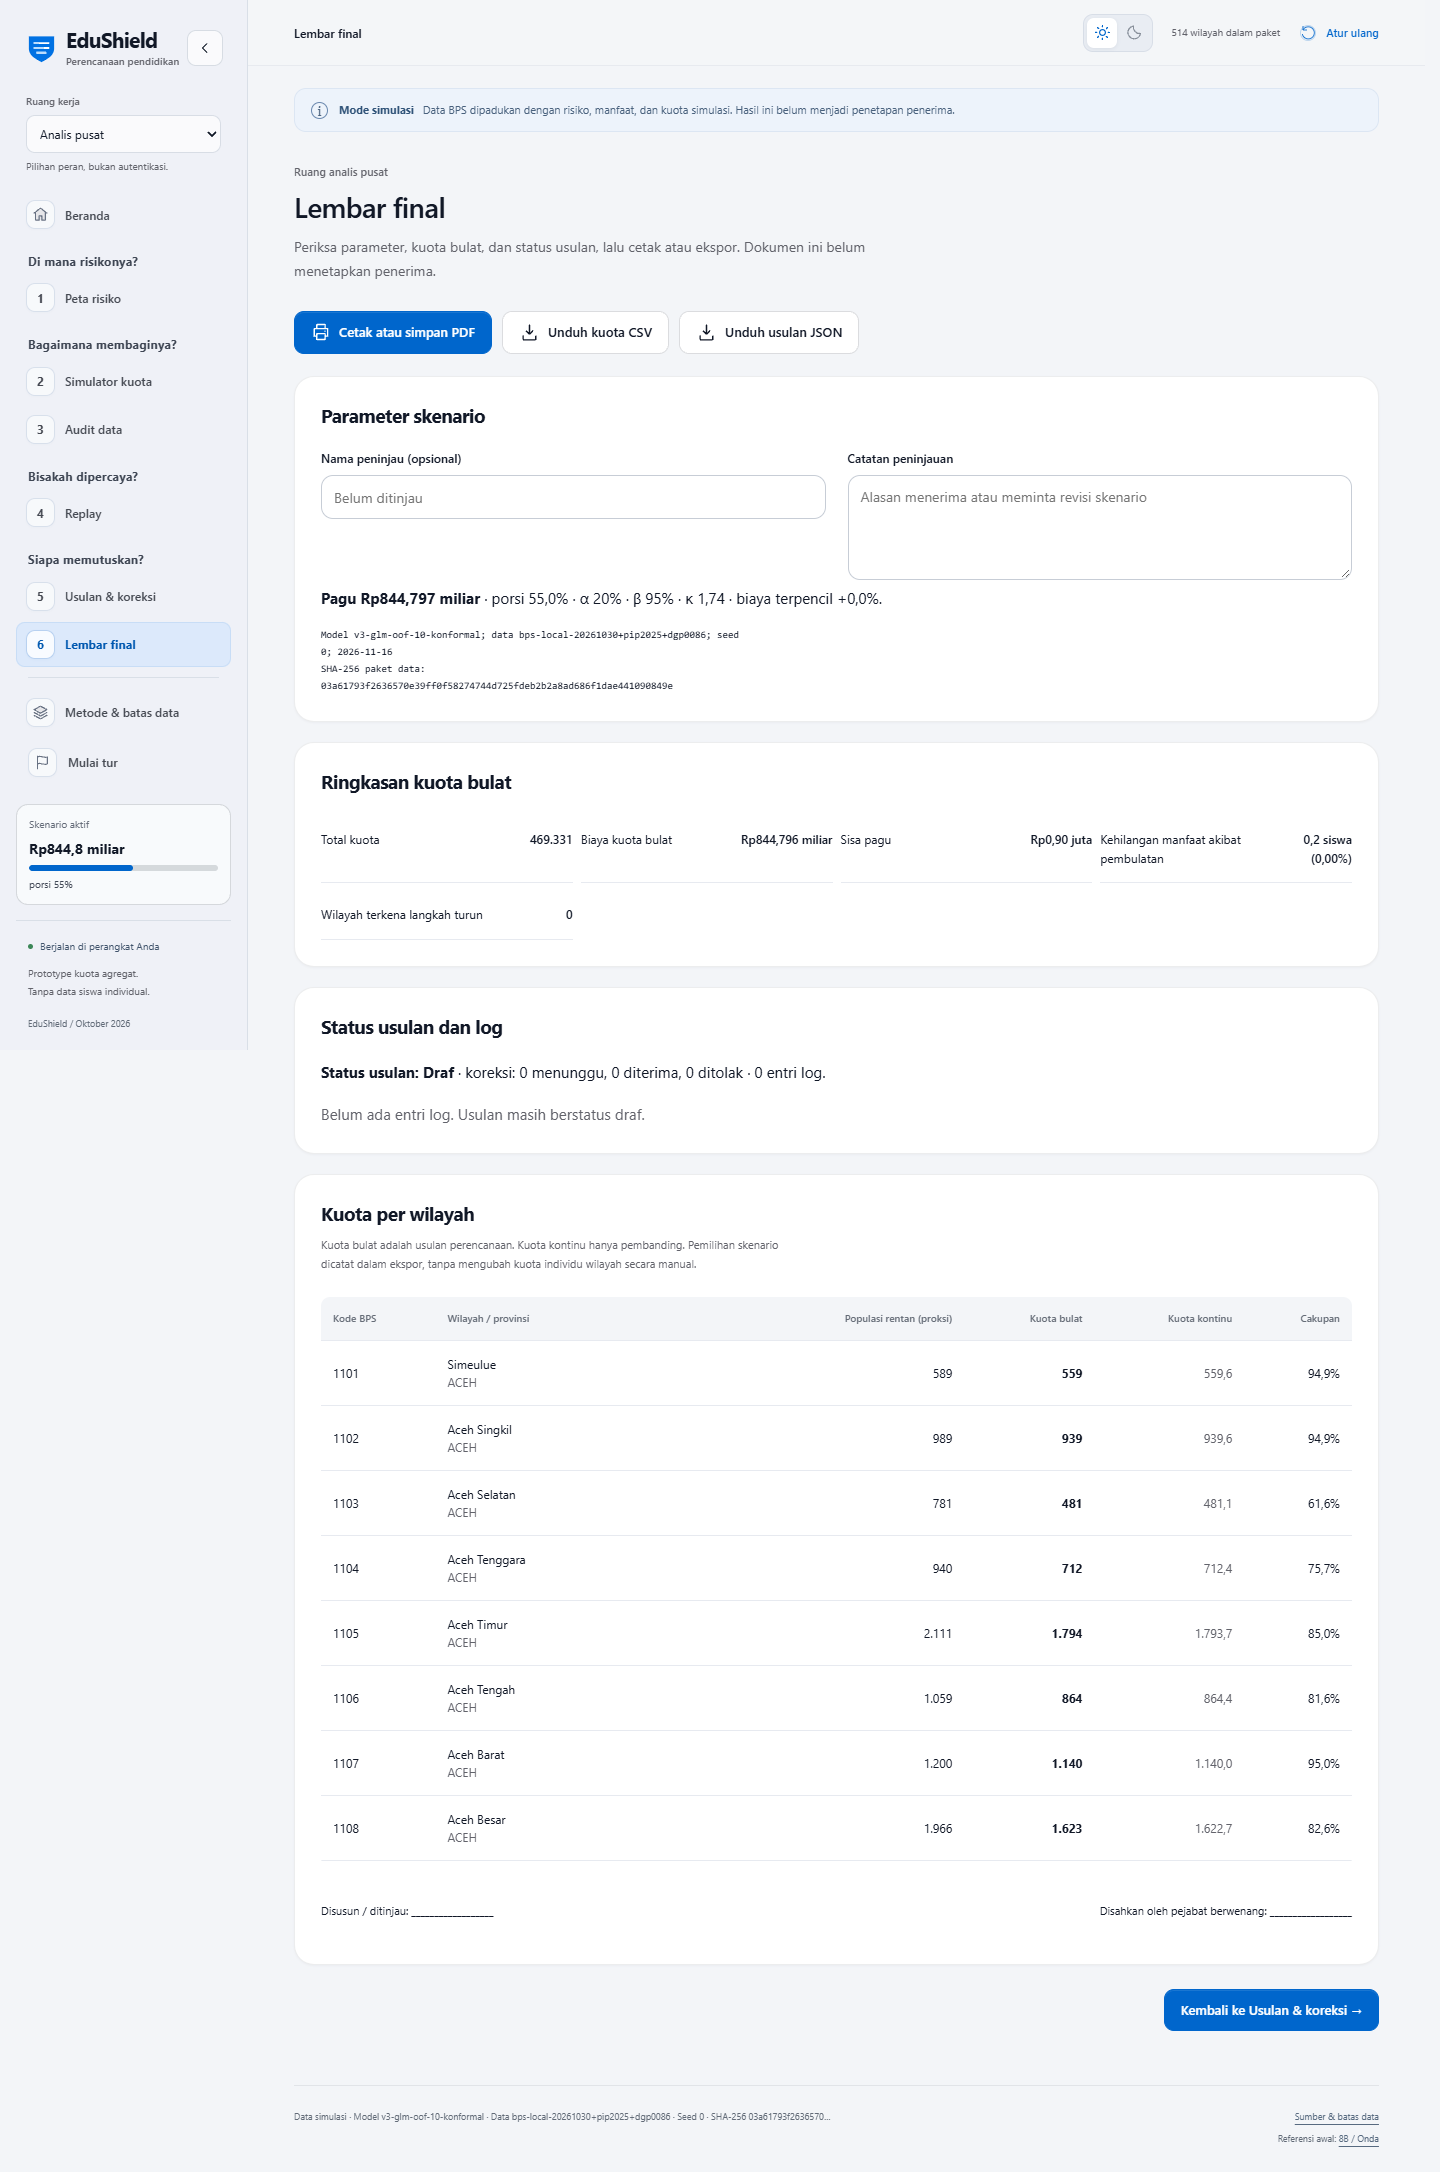 EduShield
Perencanaan pendidikan
Ruang kerja
Analis pusat
Pilihan peran, bukan autentikasi.
Beranda
Di mana risikonya?
1 Peta risiko
Bagaimana membaginya?
2 Simulator kuota
3 Audit data
Bisakah dipercaya?
4 Replay
Siapa memutuskan?
5 Usulan & koreksi
6 Lembar final
Metode & batas data
Mulai tur
Skenario aktif
Rp844,8 miliar
porsi 55%
Berjalan di perangkat Anda
Prototype kuota agregat.
Tanpa data siswa individual.
EduShield / Oktober 2026
Lembar final
514 wilayah dalam paket
Atur ulang
Mode simulasi Data BPS dipadukan dengan risiko, manfaat, dan kuota simulasi. Hasil ini belum menjadi penetapan penerima.
Ruang analis pusat
Lembar final
Periksa parameter, kuota bulat, dan status usulan, lalu cetak atau ekspor. Dokumen ini belum
menetapkan penerima.
Cetak atau simpan PDF
Unduh kuota CSV
Unduh usulan JSON
Parameter skenario
Nama peninjau (opsional)
Belum ditinjau
Catatan peninjauan
Alasan menerima atau meminta revisi skenario
Pagu Rp844,797 miliar · porsi 55,0% · α 20% · β 95% · κ 1,74 · biaya terpencil +0,0%.
Model v3-glm-oof-10-konformal; data bps-local-20261030+pip2025+dgp0086; seed
0; 2026-11-16
SHA-256 paket data:
03a61793f2636570e39ff0f58274744d725fdeb2b2a8ad686f1dae441090849e
Ringkasan kuota bulat
Total kuota 469.331
Biaya kuota bulat Rp844,796 miliar
Sisa pagu Rp0,90 juta
Kehilangan manfaat akibat pembulatan 0,2 siswa (0,00%)
Wilayah terkena langkah turun 0
Status usulan dan log
Status usulan: Draf · koreksi: 0 menunggu, 0 diterima, 0 ditolak · 0 entri log.
Belum ada entri log. Usulan masih berstatus draf.
Kuota per wilayah
Kuota bulat adalah usulan perencanaan. Kuota kontinu hanya pembanding. Pemilihan skenario
dicatat dalam ekspor, tanpa mengubah kuota individu wilayah secara manual.
Kode BPS Wilayah / provinsi Populasi rentan (proksi) Kuota bulat Kuota kontinu Cakupan
1101 Simeulue ACEH 589 559 559,6 94,9%
1102 Aceh Singkil ACEH 989 939 939,6 94,9%
1103 Aceh Selatan ACEH 781 481 481,1 61,6%
1104 Aceh Tenggara ACEH 940 712 712,4 75,7%
1105 Aceh Timur ACEH 2.111 1.794 1.793,7 85,0%
1106 Aceh Tengah ACEH 1.059 864 864,4 81,6%
1107 Aceh Barat ACEH 1.200 1.140 1.140,0 95,0%
1108 Aceh Besar ACEH 1.966 1.623 1.622,7 82,6%
Disusun / ditinjau: ________________
Disahkan oleh pejabat berwenang: ________________
Kembali ke Usulan & koreksi →
Data simulasi · Model v3-glm-oof-10-konformal · Data bps-local-20261030+pip2025+dgp0086 · Seed 0 · SHA-256 03a61793f2636570...
Sumber & batas data
Referensi awal: 8B / Onda